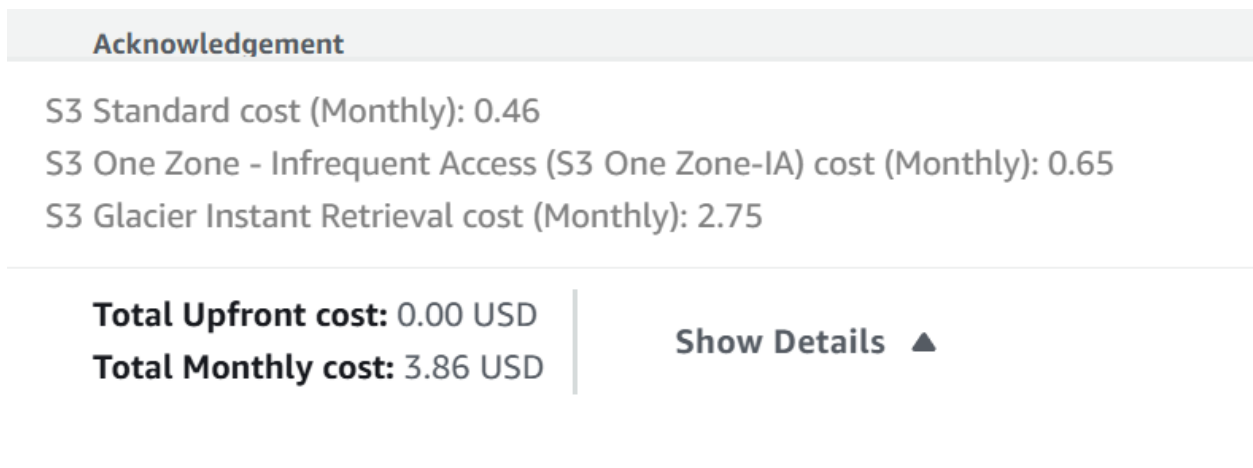 Acknowledgement
S3 Standard cost (Monthly): 0.46
S3 One Zone - Infrequent Access (S3 One Zone-IA) cost (Monthly): 0.65
S3 Glacier Instant Retrieval cost (Monthly): 2.75
Total Upfront cost: 0.00 USD
Total Monthly cost: 3.86 USD
Show Details ▲